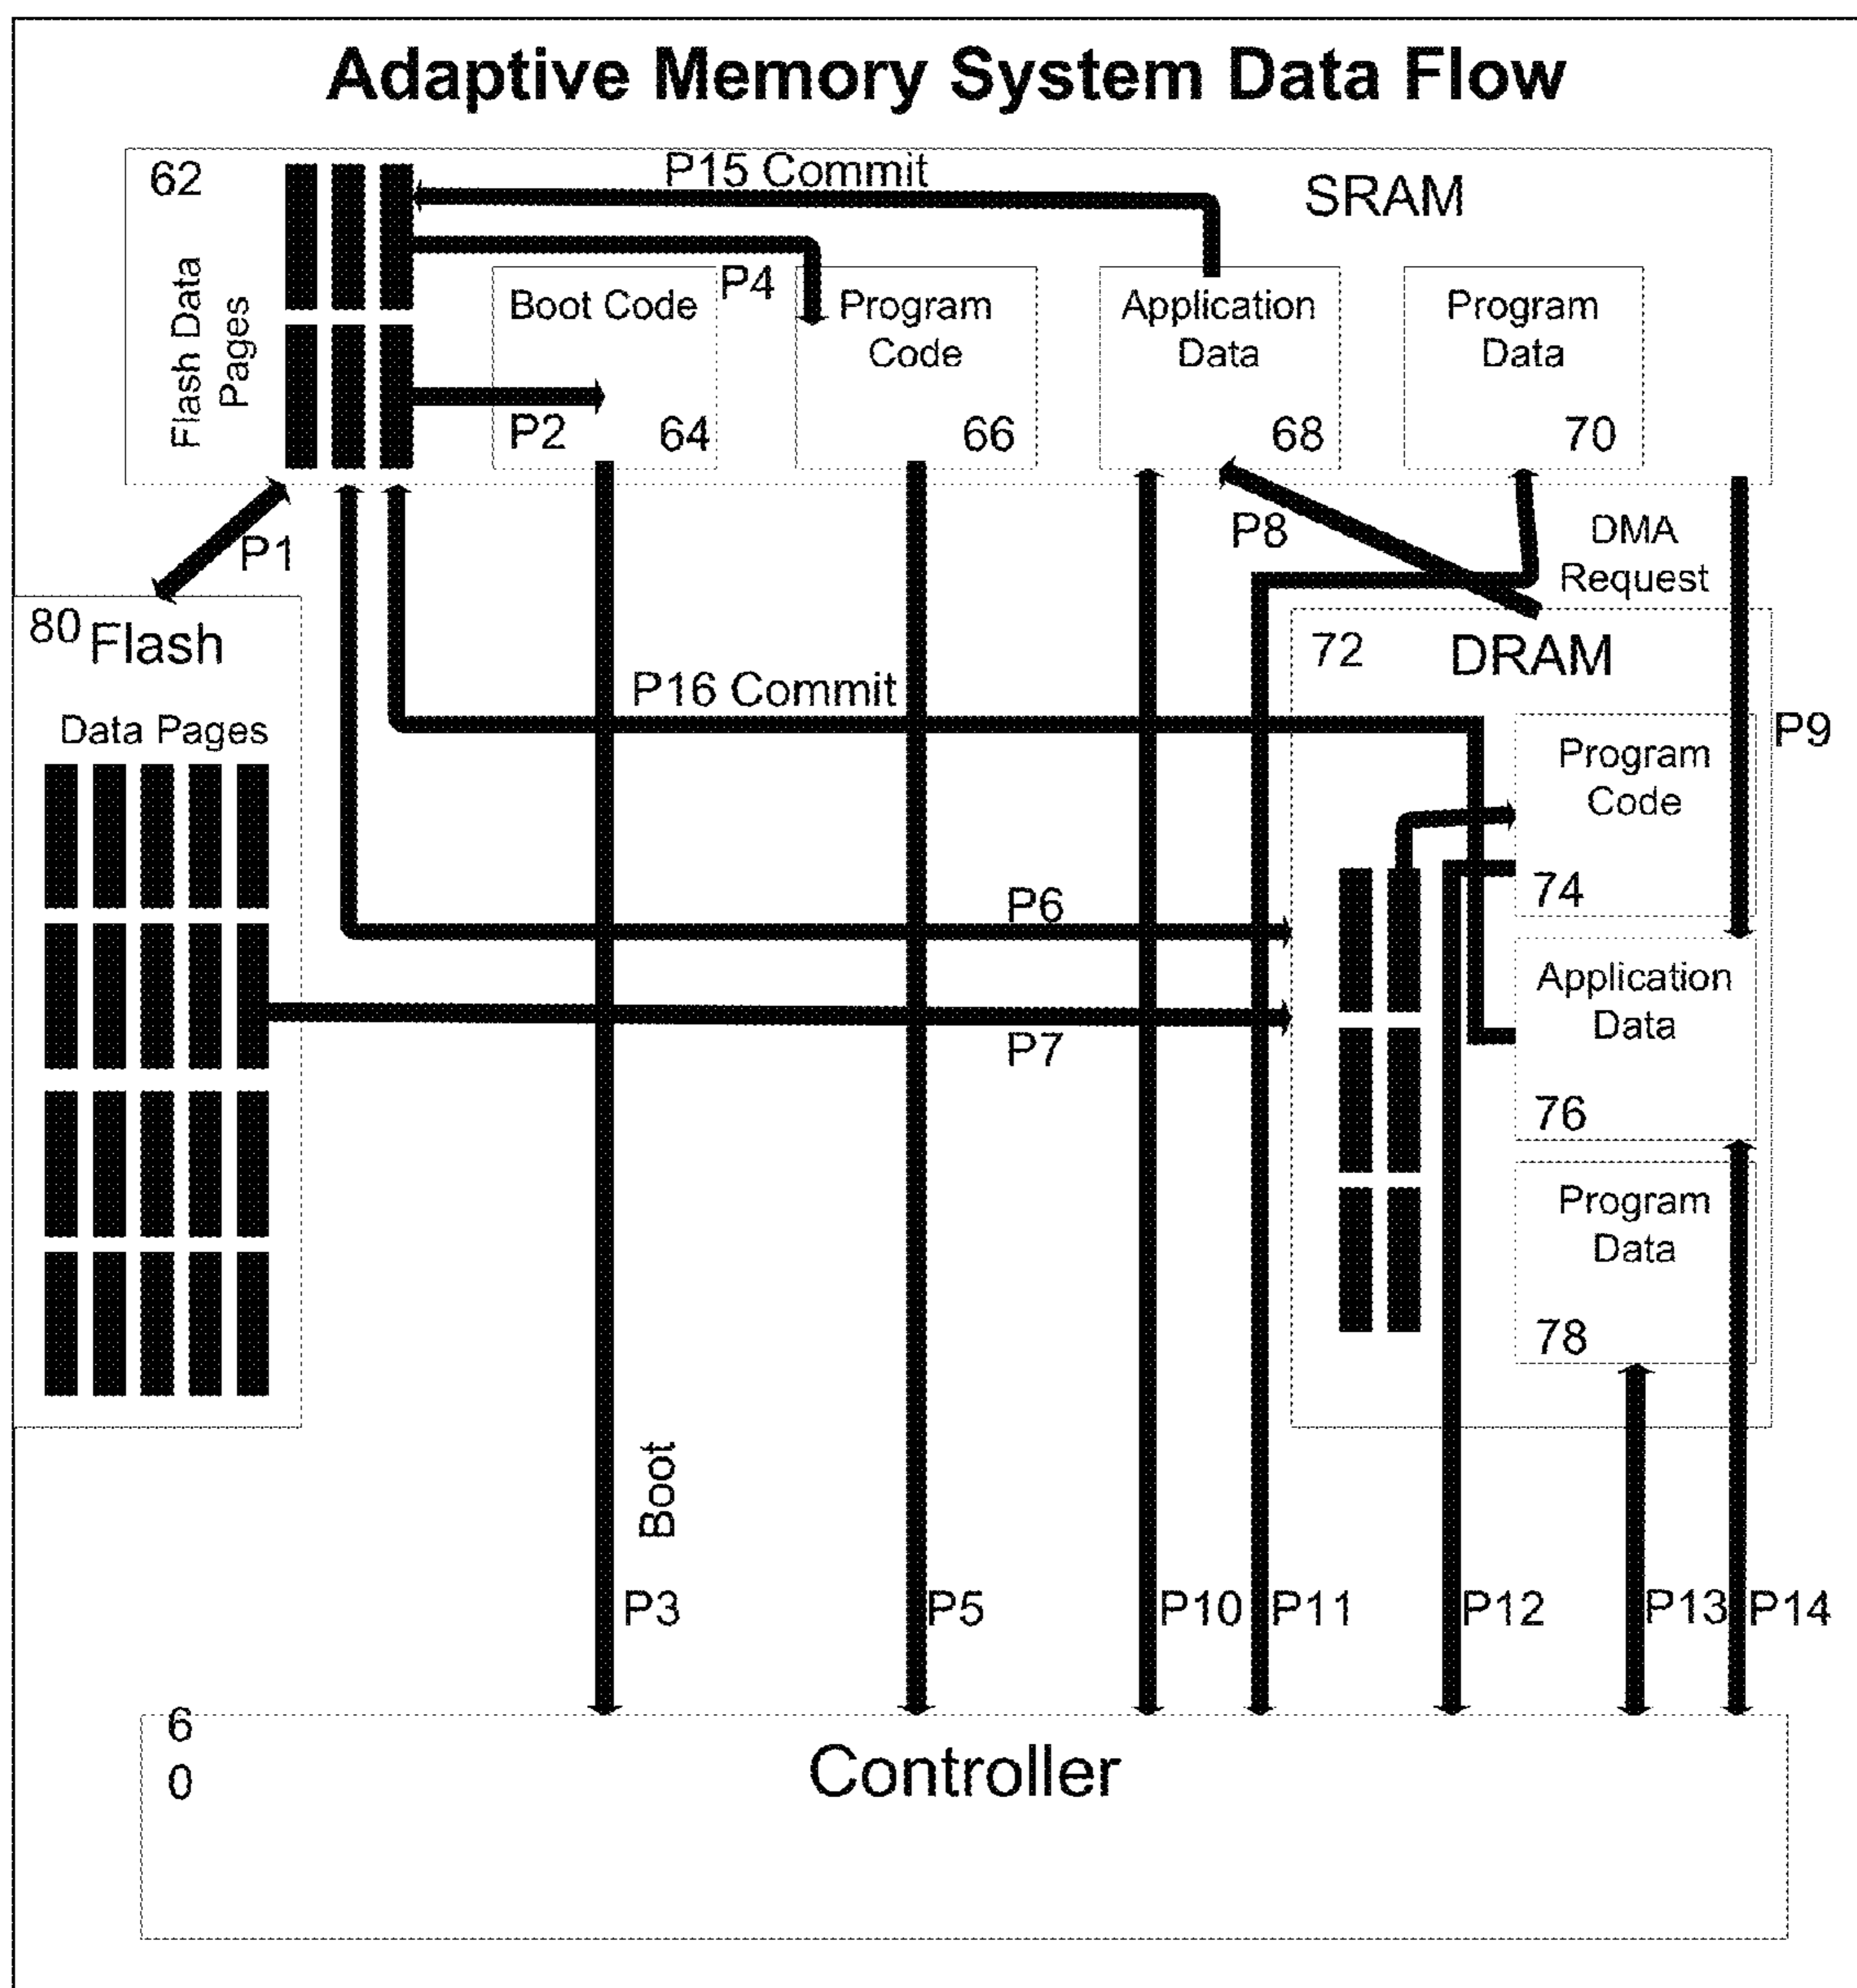 Adaptive Memory System Data Flow
62
P15 Commit
SRAM
Flash Data
Pages
P4
Boot Code
Program
Code
Application
Data
Program
Data
P2
64
66
68
70
P1
P8
DMA
Request
80
Flash
72
DRAM
P16 Commit
Data Pages
P9
Program
Code
74
P6
Application
Data
P7
76
Program
Data
78
Boot
P3
P5
P10
P11
P12
P13
P14
6
0
Controller